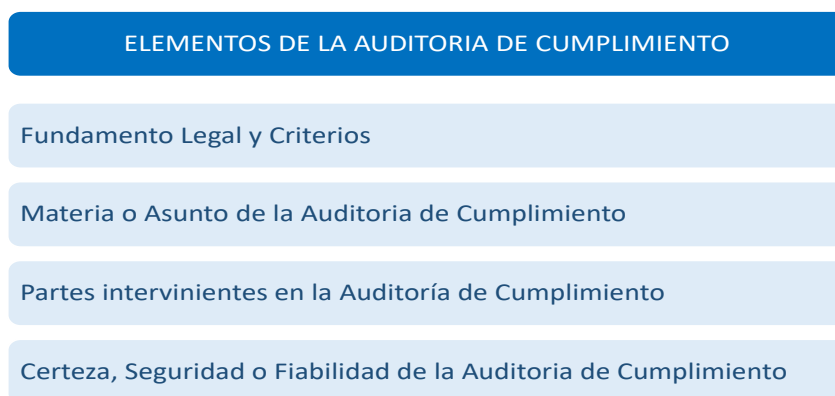 ELEMENTOS DE LA AUDITORIA DE CUMPLIMIENTO
Fundamento Legal y Criterios
Materia o Asunto de la Auditoria de Cumplimiento
Partes intervinientes en la Auditoría de Cumplimiento
Certeza, Seguridad o Fiabilidad de la Auditoria de Cumplimiento